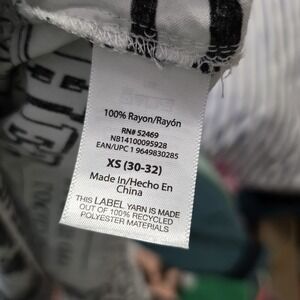 100% Rayon/Rayón
RN# 52469
NB14100095928
EAN/UPC 1 9649830285
XS (30-32)
Made In/Hecho En
China
THIS LABEL YARN IS MADE
OUT OF 100% RECYCLED
POLYESTER MATERIALS